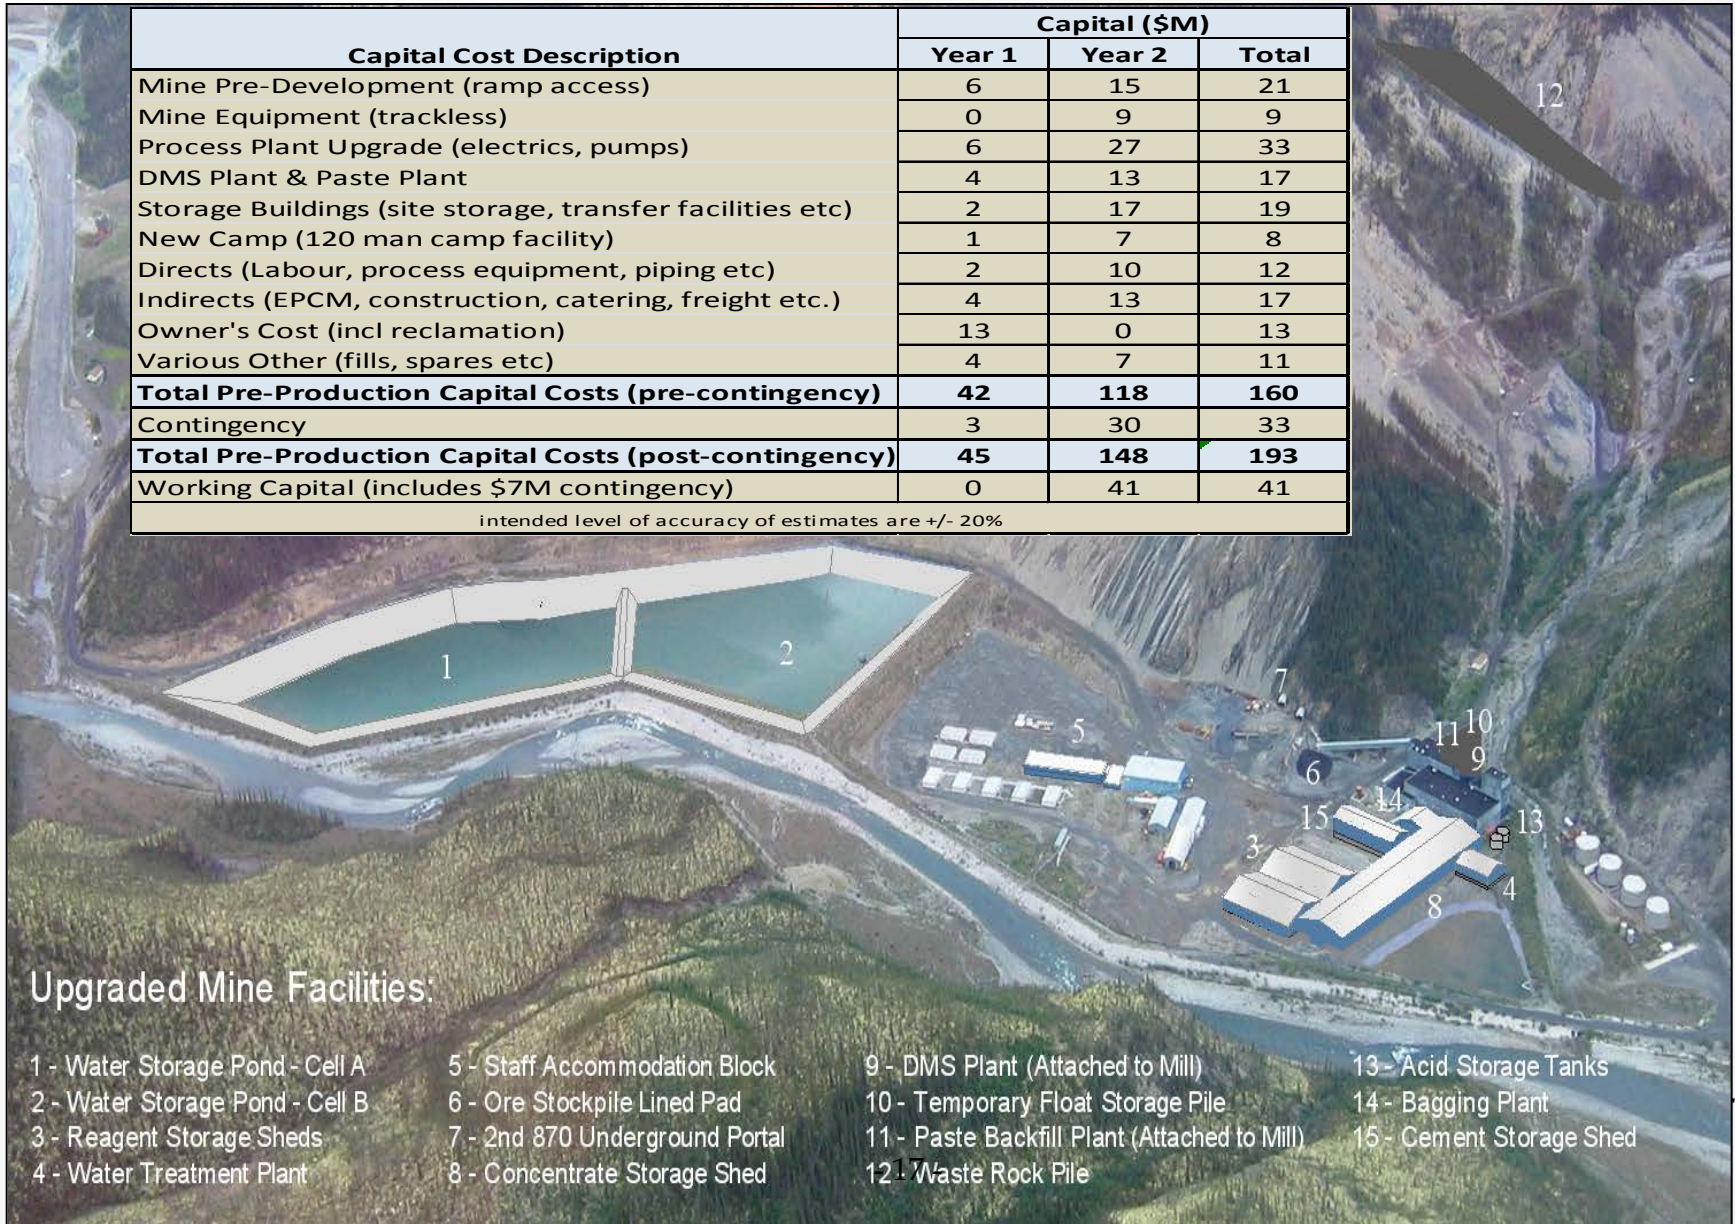 Capital Cost Description Capital ($M)
Year 1 Year 2 Total
Mine Pre-Development (ramp access) 6 15 21
Mine Equipment (trackless) 0 9 9
Process Plant Upgrade (electrics, pumps) 6 27 33
DMS Plant & Paste Plant 4 13 17
Storage Buildings (site storage, transfer facilities etc) 2 17 19
New Camp (120 man camp facility) 1 7 8
Directs (Labour, process equipment, piping etc) 2 10 12
Indirects (EPCM, construction, catering, freight etc.) 4 13 17
Owner's Cost (incl reclamation) 13 0 13
Various Other (fills, spares etc) 4 7 11
Total Pre-Production Capital Costs (pre-contingency) 42 118 160
Contingency 3 30 33
Total Pre-Production Capital Costs (post-contingency) 45 148 193
Working Capital (includes $7M contingency) 0 41 41
intended level of accuracy of estimates are +/- 20%
12
1
2
7
5
10
11
9
6
14
15
13
3
4
8
Upgraded Mine Facilities:
1 - Water Storage Pond - Cell A
2 - Water Storage Pond - Cell B
3 - Reagent Storage Sheds
4 - Water Treatment Plant
5 - Staff Accommodation Block
6 - Ore Stockpile Lined Pad
7 - 2nd 870 Underground Portal
8 - Concentrate Storage Shed
9 - DMS Plant (Attached to Mill)
10 - Temporary Float Storage Pile
11 - Paste Backfill Plant (Attached to Mill)
12 - Waste Rock Pile
13 - Acid Storage Tanks
14 - Bagging Plant
15 - Cement Storage Shed
- 17 -